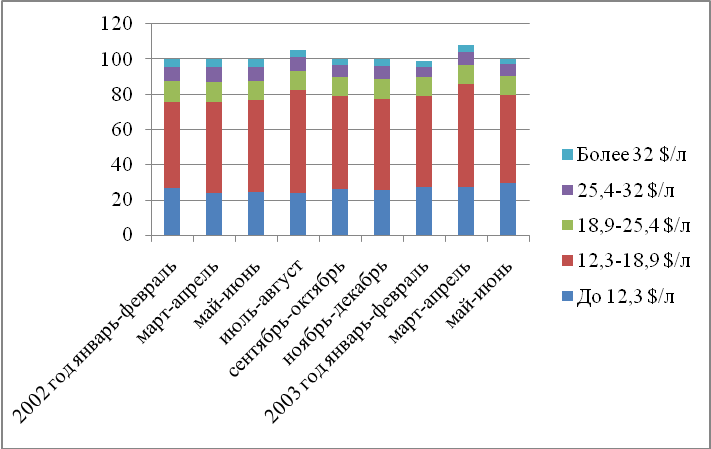 120
100
80
60
40
20
0
2002 год январь-февраль
март-апрель
май-июнь
июль-август
сентябрь-октябрь
ноябрь-декабрь
2003 год январь-февраль
март-апрель
май-июнь
Более 32 $/л
25,4-32 $/л
18,9-25,4 $/л
12,3-18,9 $/л
До 12,3 $/л